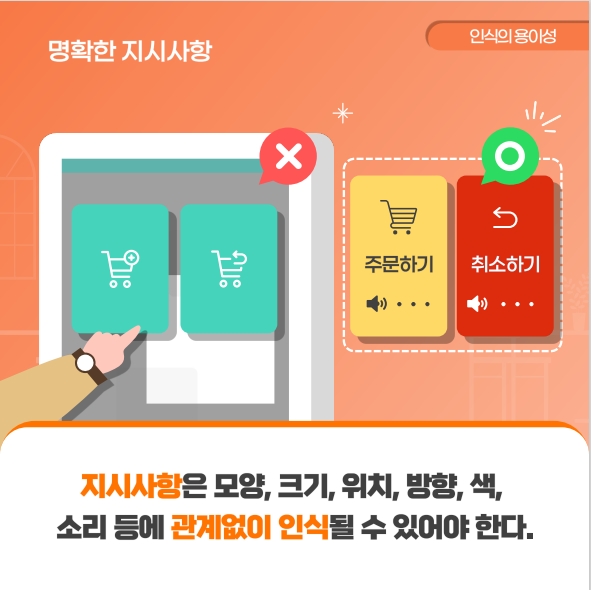 명확한 지시사항
인식의 용이성
주문하기
취소하기
지시사항은 모양, 크기, 위치, 방향, 색,
소리 등에 관계없이 인식될 수 있어야 한다.